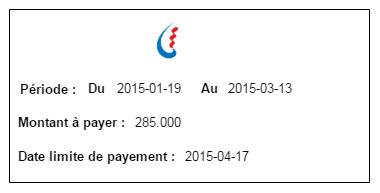 Période : Du 2015-01-19 Au 2015-03-13
Montant à payer : 285.000
Date limite de payement : 2015-04-17